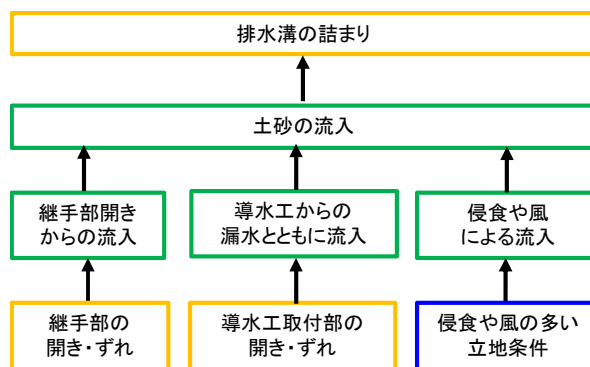 排水溝の詰まり
土砂の流入
継手部開き
からの流入
導水工からの
漏水とともに流入
侵食や風
による流入
継手部の
開き・ずれ
導水工取付部の
開き・ずれ
侵食や風の多い
立地条件